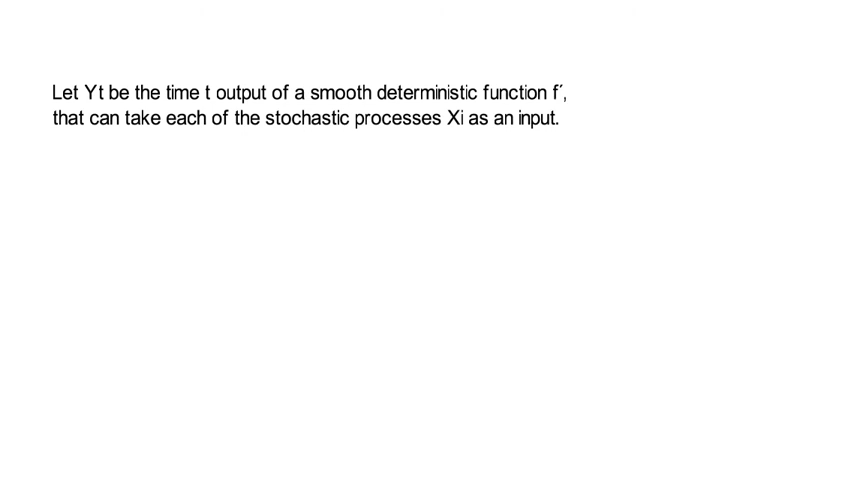 Let Yt be the time t output of a smooth deterministic function f´,
that can take each of the stochastic processes Xi as an input.